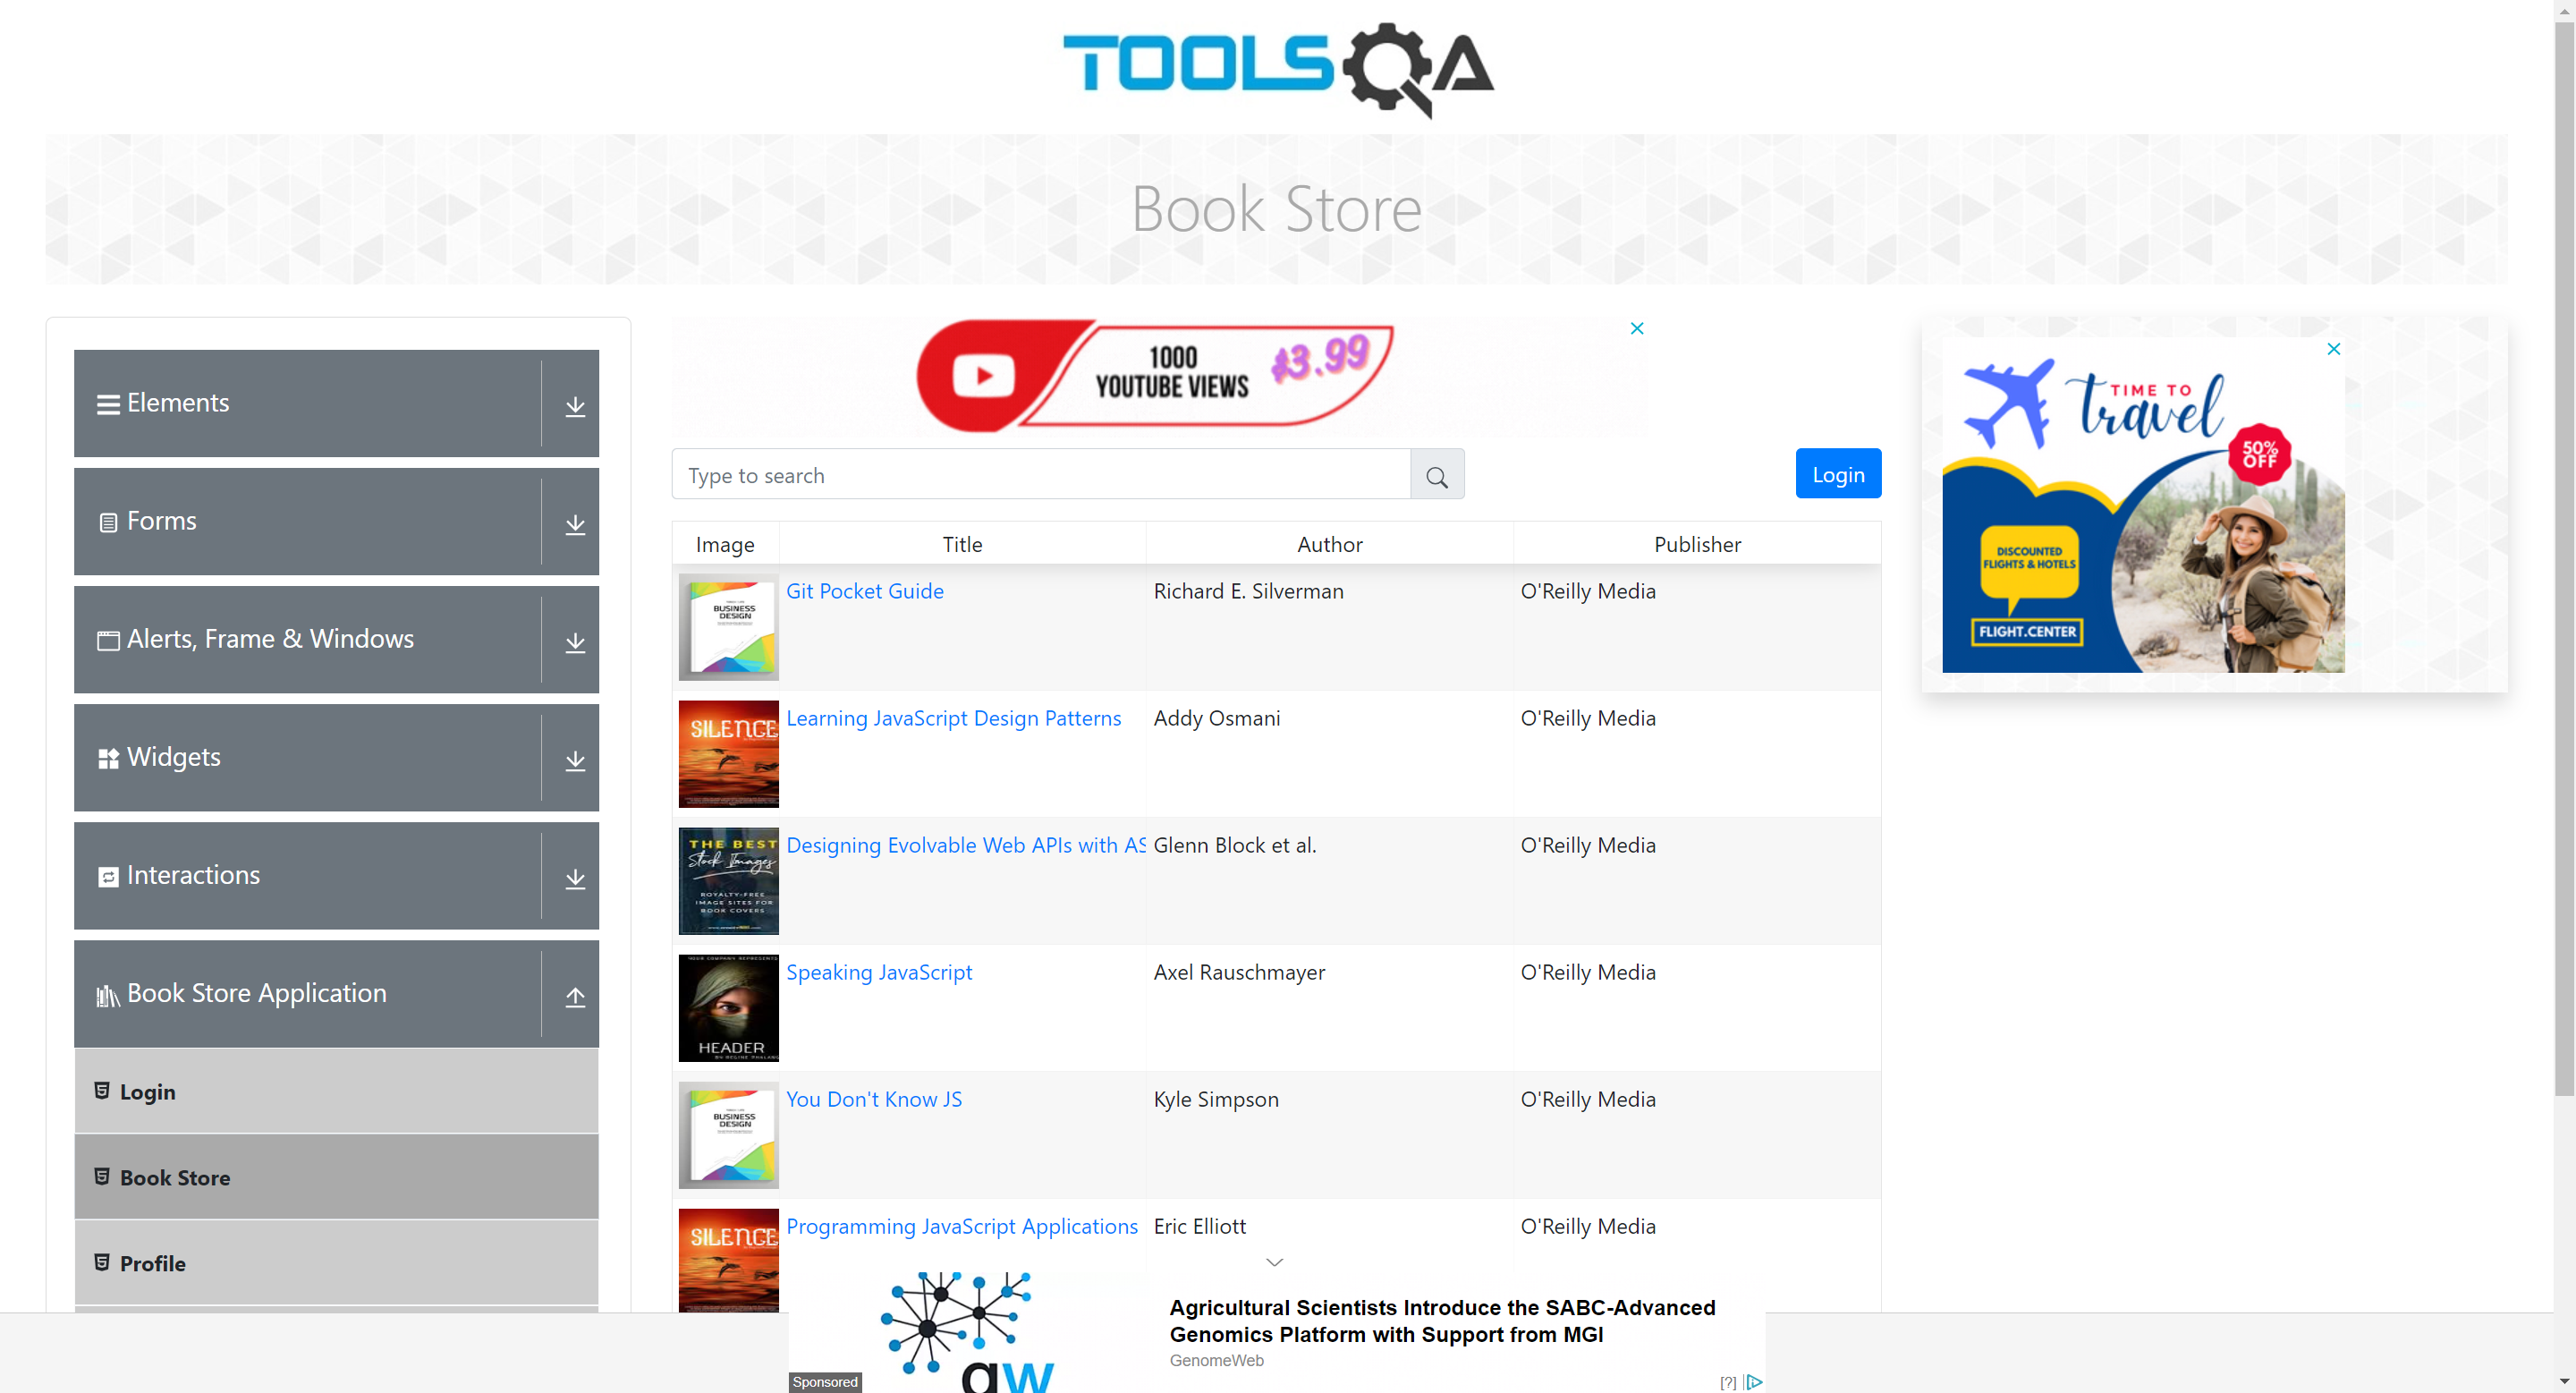 TOOLSQA
Book Store
Elements
Forms
Alerts, Frame & Windows
Widgets
Interactions
Book Store Application
Login
Book Store
Profile
1000
YOUTUBE VIEWS
$3.99
Type to search
Login
Image Title Author Publisher
BUSINESS
DESIGN
Git Pocket Guide Richard E. Silverman O'Reilly Media
SILENCE
Learning JavaScript Design Patterns Addy Osmani O'Reilly Media
THE BEST
Stock Images
ROYALTY-FREE
IMAGE SITES FOR
BOOK COVERS
Designing Evolvable Web APIs with AS Glenn Block et al. O'Reilly Media
YOUR COMPANY REPRESENTS
HEADER
Speaking JavaScript Axel Rauschmayer O'Reilly Media
BUSINESS
DESIGN
You Don't Know JS Kyle Simpson O'Reilly Media
SILENCE
Programming JavaScript Applications Eric Elliott O'Reilly Media
TIME TO
travel
50%
OFF
DISCOUNTED
FLIGHTS & HOTELS
FLIGHT.CENTER
gw
Sponsored
Agricultural Scientists Introduce the SABC-Advanced
Genomics Platform with Support from MGI
GenomeWeb
[?]